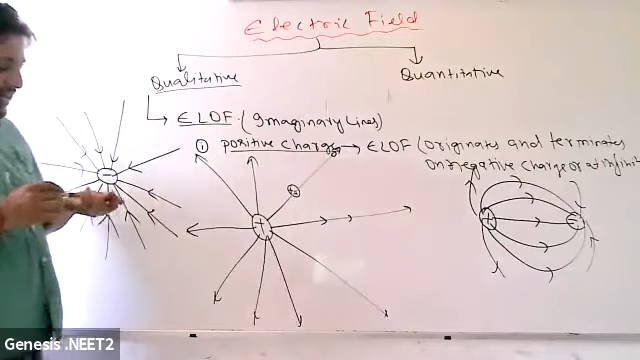 Electric Field
Qualitative
Quantitative
ELOF. (Imaginary Lines)
① positive charge → ELOF (Originates and terminates
on negative charge or at infinit
Genesis .NEET2